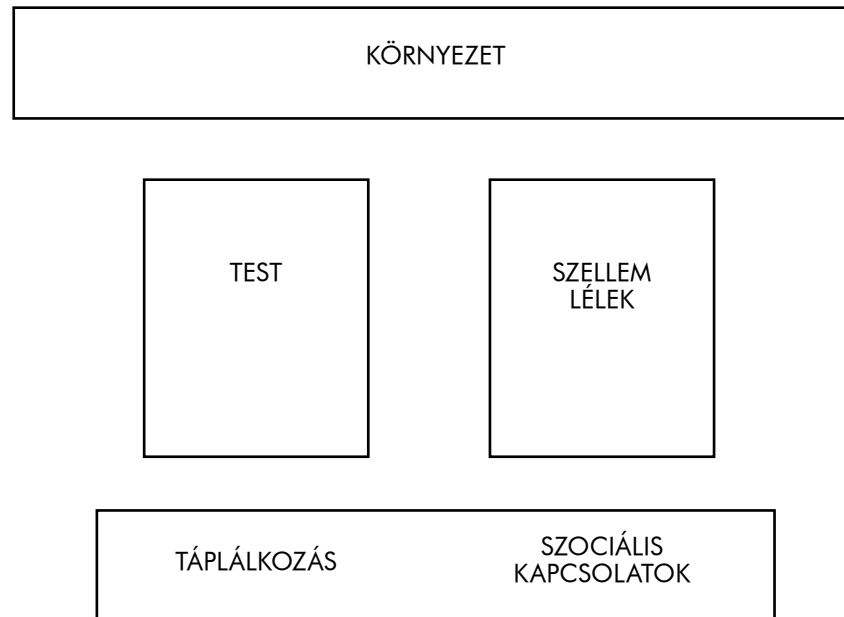 KÖRNYEZET
TEST
SZELLEM
LÉLEK
TÁPLÁLKOZÁS
SZOCIÁLIS
KAPCSOLATOK